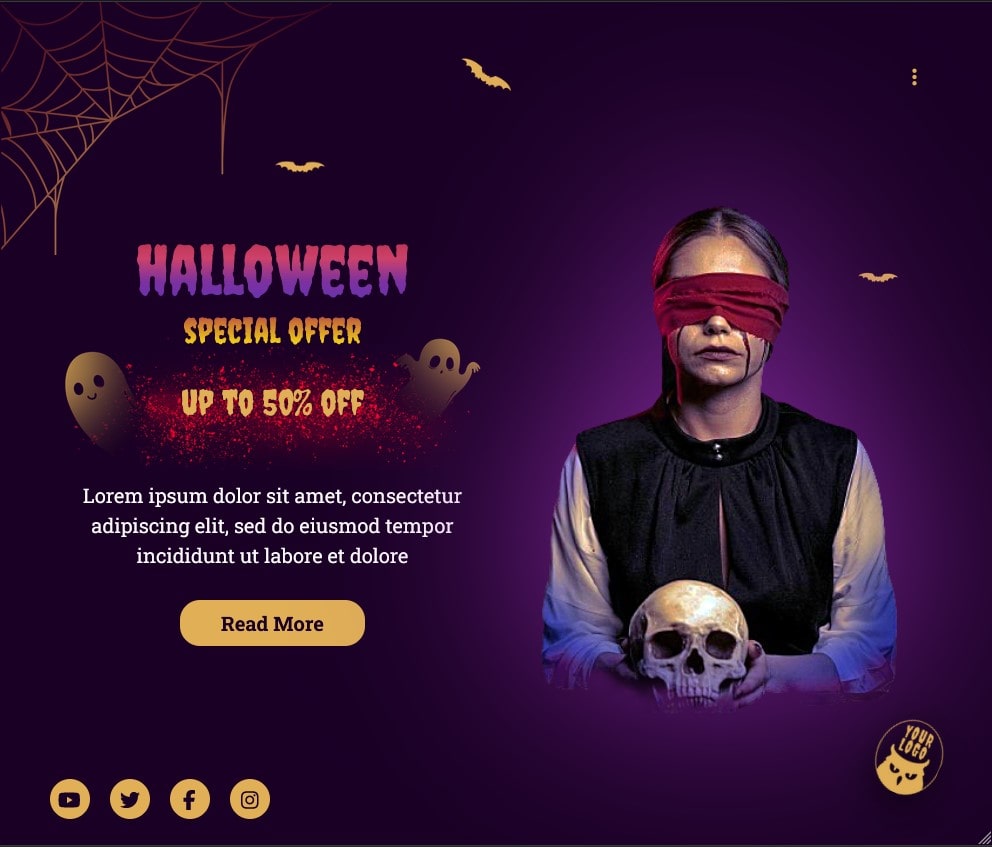 HALLOWEEN
SPECIAL OFFER
UP TO 50% OFF
Lorem ipsum dolor sit amet, consectetur
adipiscing elit, sed do eiusmod tempor
incididunt ut labore et dolore
Read More
YOUR
LOGO